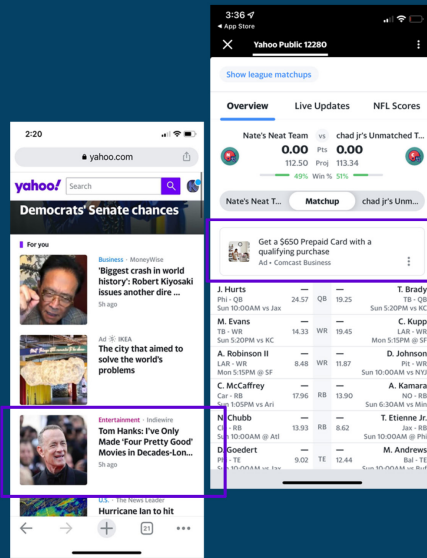 2:20
yahoo.com
yahoo!
Search
Democrats' Senate chances
For you
Business · MoneyWise
'Biggest crash in world
history': Robert Kiyosaki
issues another dire ...
5h ago
Ad IKEA
The city that aimed to
solve the world's
problems
Entertainment · Indiewire
Tom Hanks: I've Only
Made 'Four Pretty Good'
Movies in Decades-Lon...
5h ago
U.S. · The News Leader
Hurricane Ian to hit
21
3:36
App Store
Yahoo Public 12280
Show league matchups
Overview Live Updates NFL Scores
Nate's Neat Team vs chad jr's Unmatched T...
0.00 Pts 0.00
112.50 Proj 113.34
49% Win % 51%
Nate's Neat T... Matchup chad jr's Unm...
Get a $650 Prepaid Card with a
qualifying purchase
Ad • Comcast Business
J. Hurts — — T. Brady
Phi - QB 24.57 QB 19.25 TB - QB
Sun 10:00AM vs Jax Sun 5:20PM vs KC
M. Evans — — C. Kupp
TB - WR 14.33 WR 19.45 LAR - WR
Sun 5:20PM vs KC Mon 5:15PM @ SF
A. Robinson II — — D. Johnson
LAR - WR 8.48 WR 11.87 Pit - WR
Mon 5:15PM @ SF Sun 10:00AM vs NYJ
C. McCaffrey — — A. Kamara
Car - RB 17.96 RB 13.90 NO - RB
Sun 1:05PM vs Ari Sun 6:30AM vs Min
N. Chubb — — T. Etienne Jr.
RB 13.93 RB 8.62 Jax - RB
Sun 10:00AM @ Atl Sun 10:00AM @ Phi
D. Goedert — — M. Andrews
TE 9.02 TE 12.44 Bal - TE
Sun 10:00AM vs Jax Sun 10:00AM vs Buf